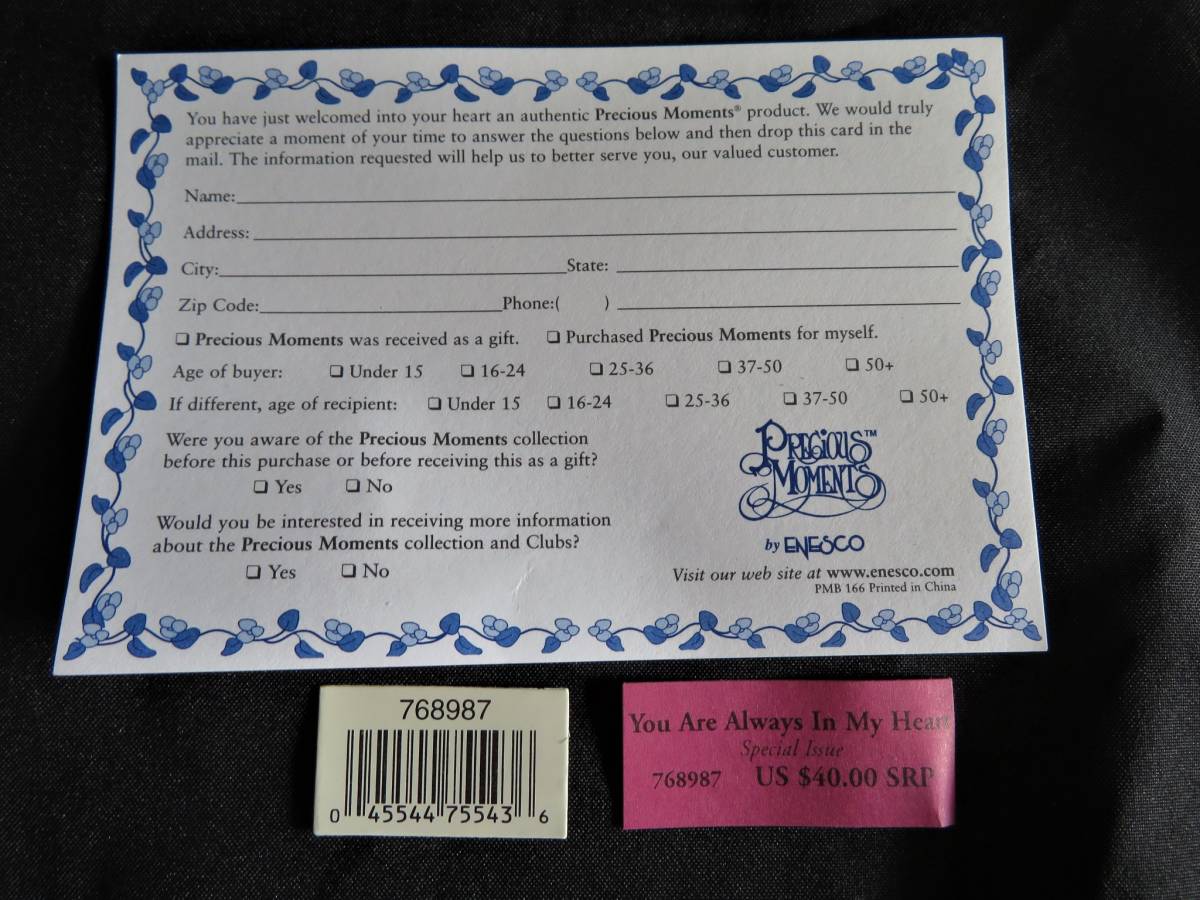 You have just welcomed into your heart an authentic Precious Moments® product. We would truly
appreciate a moment of your time to answer the questions below and then drop this card in the
mail. The information requested will help us to better serve you, our valued customer.
Name:
Address:
City: State:
Zip Code: Phone:( )
❏ Precious Moments was received as a gift. ❏ Purchased Precious Moments for myself.
Age of buyer: ❏ Under 15 ❏ 16-24 ❏ 25-36 ❏ 37-50 ❏ 50+
If different, age of recipient: ❏ Under 15 ❏ 16-24 ❏ 25-36 ❏ 37-50 ❏ 50+
Were you aware of the Precious Moments collection
before this purchase or before receiving this as a gift?
❏ Yes ❏ No
Would you be interested in receiving more information
about the Precious Moments collection and Clubs?
❏ Yes ❏ No
PRECIOUS™
MOMENTS
by ENESCO
Visit our web site at www.enesco.com
PMB 166 Printed in China
768987
0 45544 75543 6
You Are Always In My Heart
Special Issue
768987 US $40.00 SRP